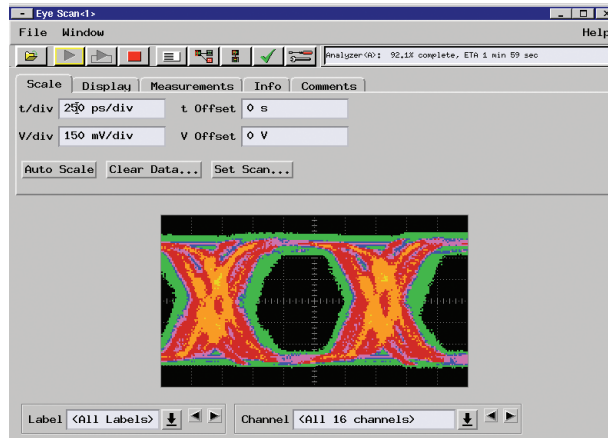 Eye Scan<1>
File Window Help
Analyzer<A>: 92.1% complete, ETA 1 min 59 sec
Scale Display Measurements Info Comments
t/div 250 ps/div t Offset 0 s
V/div 150 mV/div V Offset 0 V
Auto Scale Clear Data... Set Scan...
Label <All Labels> Channel <All 16 channels>